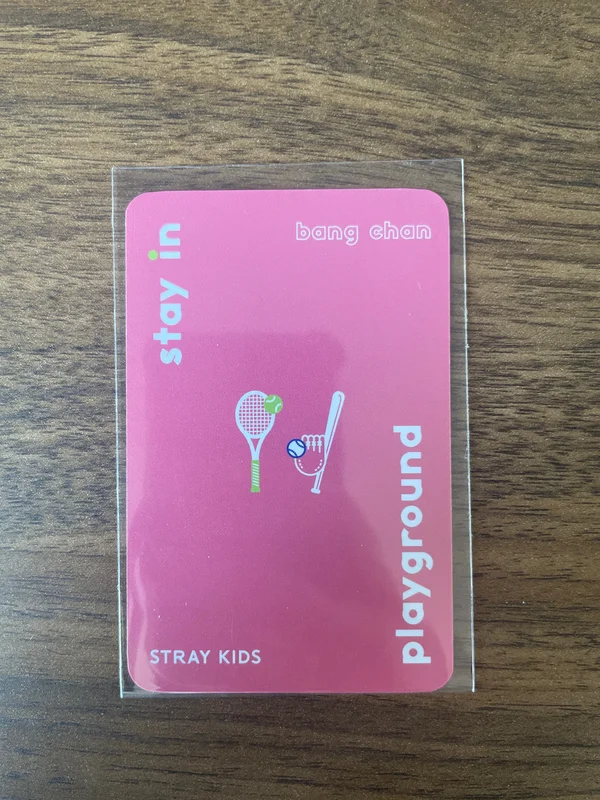 stay in
bang chan
playground
STRAY KIDS